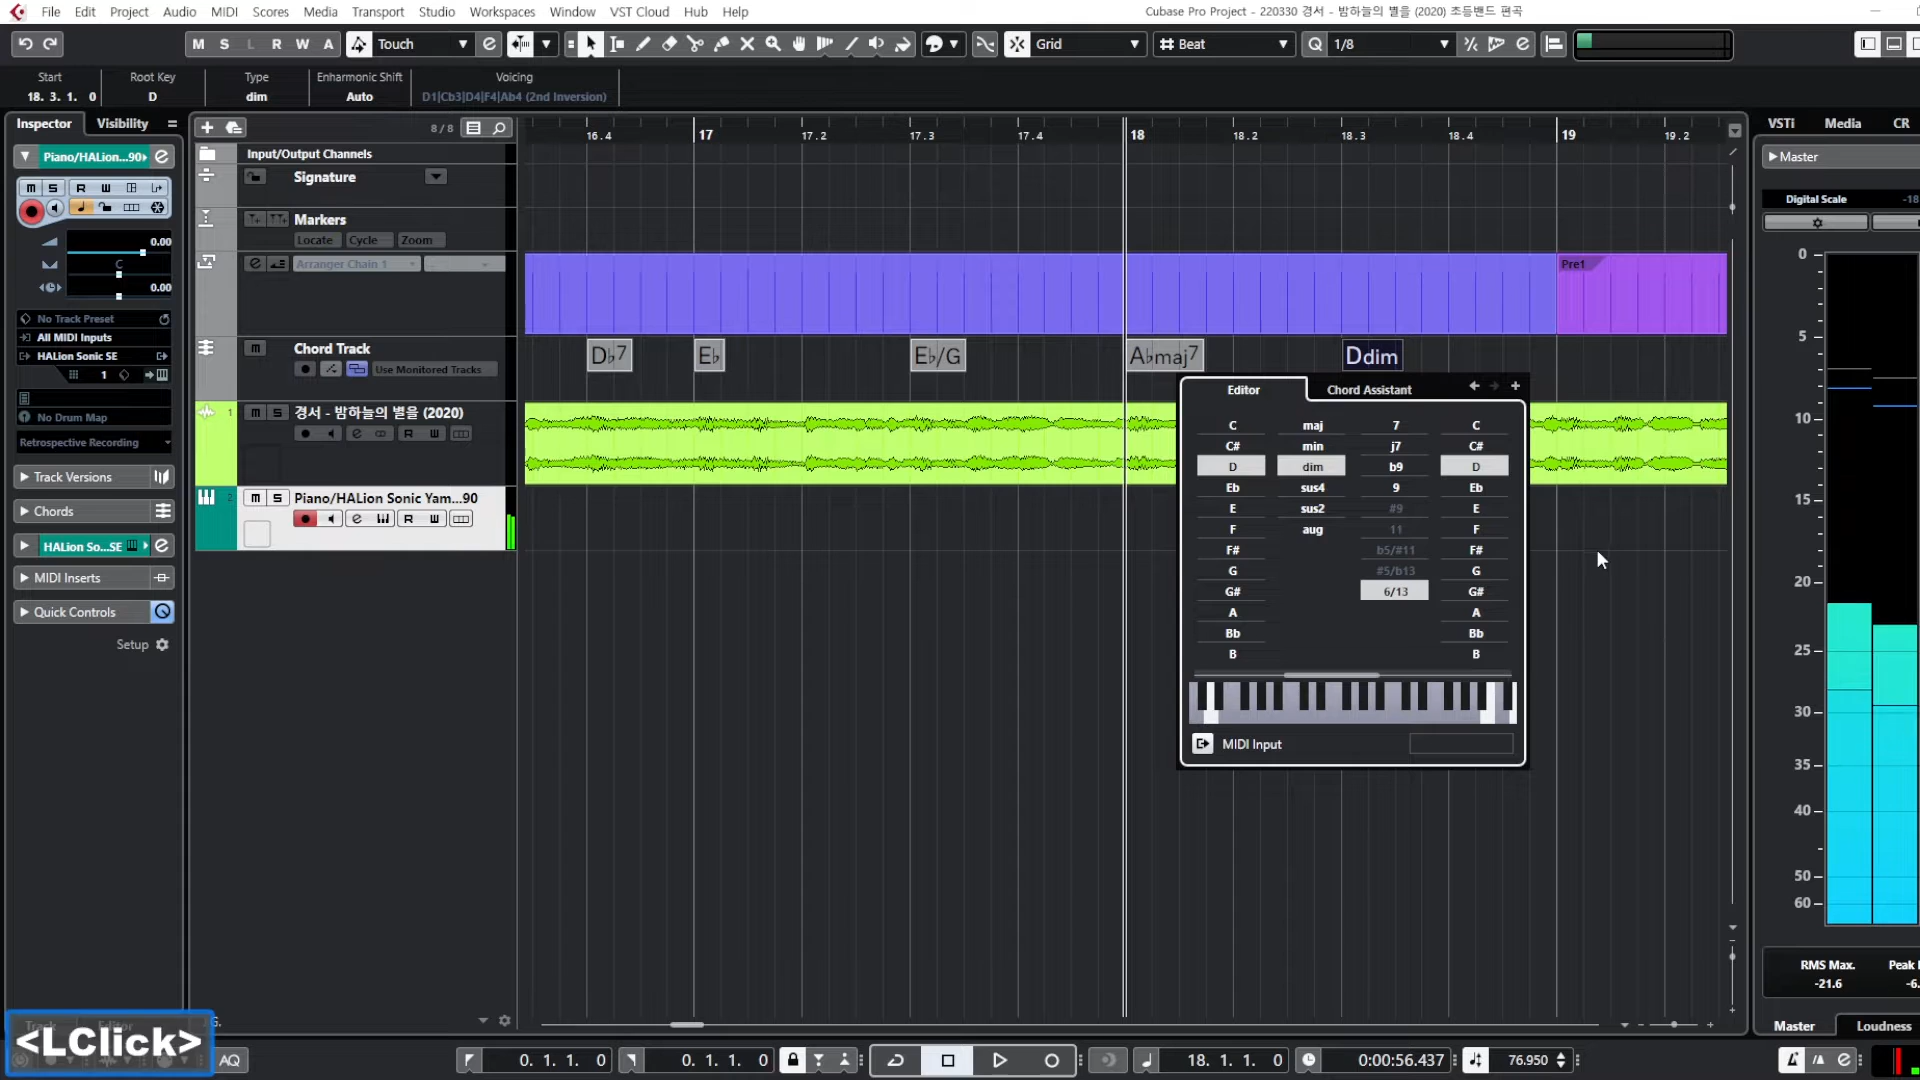 File Edit Project Audio MIDI Scores Media Transport Studio Workspaces Window VST Cloud Hub Help
Cubase Pro Project - 220330 경서 - 밤하늘의 별을 (2020) 초등밴드 편곡
M S L R W A Touch Grid Beat Q 1/8
Start Root Key Type Enharmonic Shift Voicing
18. 3. 1. 0 D dim Auto D1|Cb3|D4|F4|Ab4 (2nd Inversion)
Inspector Visibility
8 / 8
16.4 17 17.2 17.3 17.4 18 18.2 18.3 18.4 19 19.2
VSTi Media CR
Piano/HALion...90
Input/Output Channels
Master
Signature
Digital Scale -18
Markers
Locate Cycle Zoom
0.00
C
0.00
Arranger Chain 1
Pre1
No Track Preset
All MIDI Inputs
HALion Sonic SE
1
No Drum Map
Retrospective Recording
Chord Track
Use Monitored Tracks
D♭7 E♭ E♭/G A♭maj7 Ddim
1 M S 경서 - 밤하늘의 별을 (2020)
R W
2 M S Piano/HALion Sonic Yam...90
R W
Track Versions
Chords
HALion So...SE
MIDI Inserts
Quick Controls
Setup
Editor Chord Assistant
C maj 7 C
C# min j7 C#
D dim b9 D
Eb sus4 9 Eb
E sus2 #9 E
F aug 11 F
F# b5/#11 F#
G #5/b13 G
G# 6/13 G#
A A
Bb Bb
B B
MIDI Input
0
5
10
15
20
25
30
35
40
50
60
RMS Max. Peak
-21.6 -6.
Master Loudness
<LClick>
AQ
0. 1. 1. 0 0. 1. 1. 0 18. 1. 1. 0 0:00:56.437 76.950